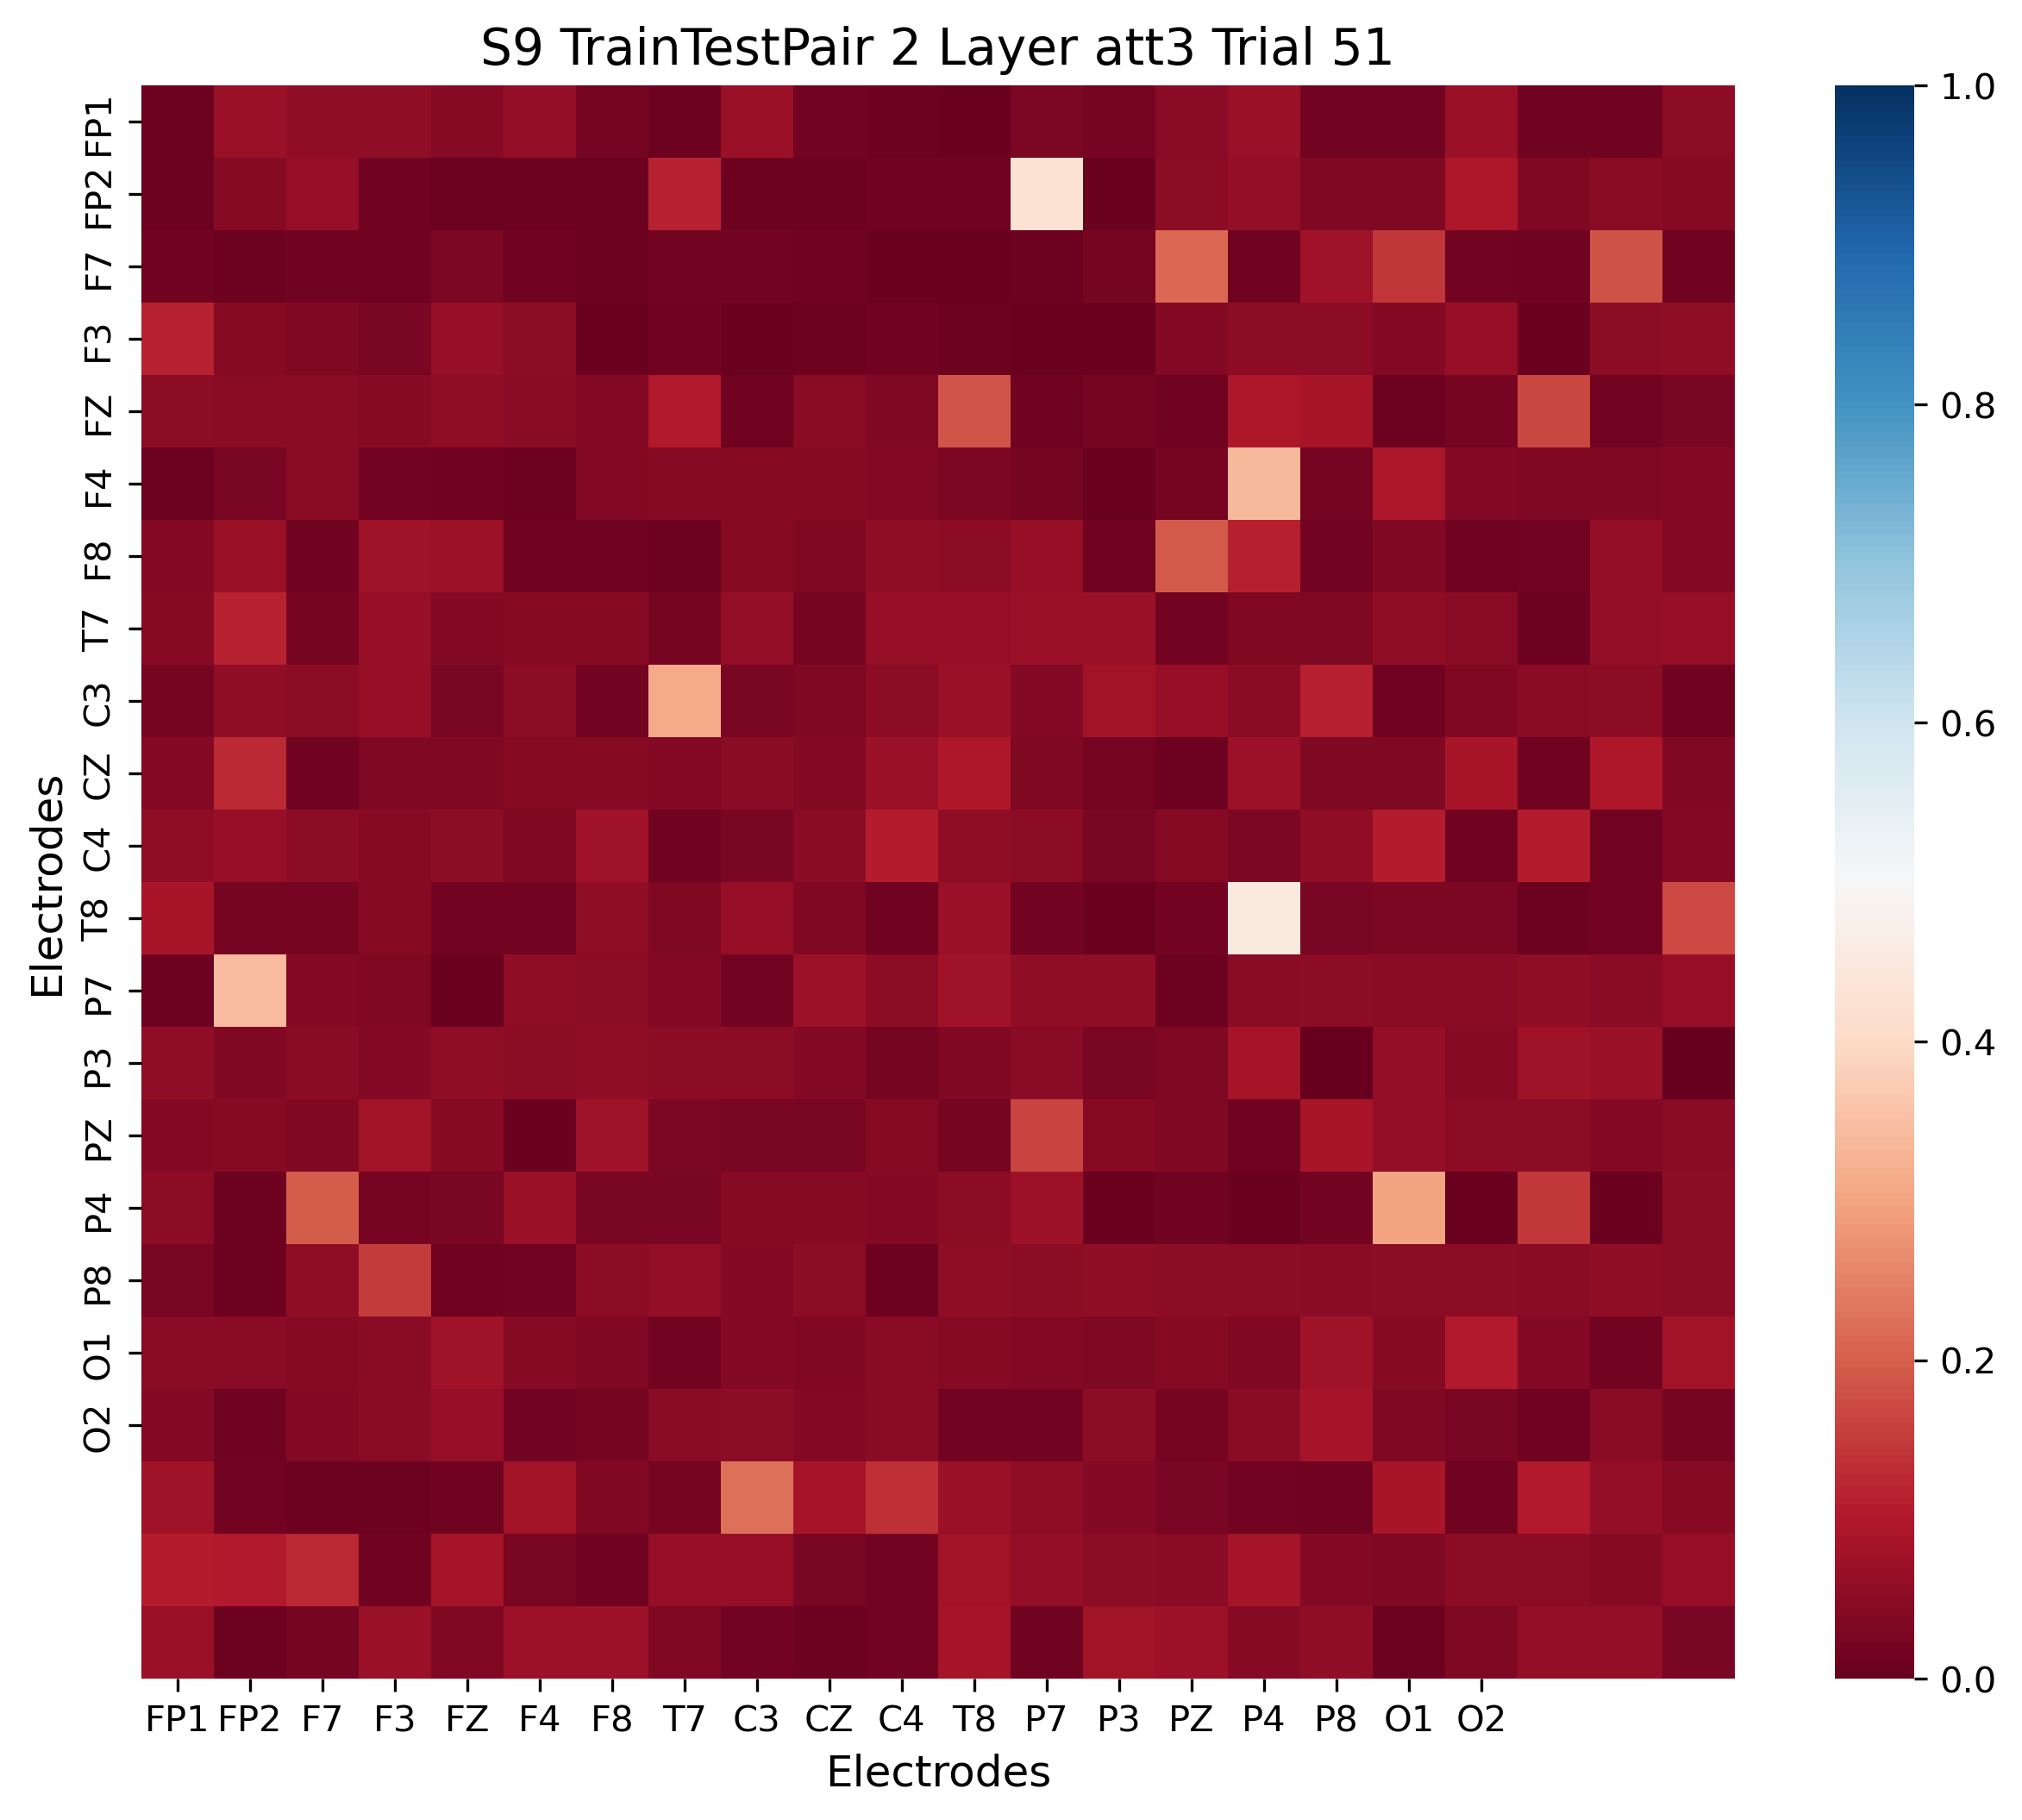 S9 TrainTestPair 2 Layer att3 Trial 51
Electrodes
FP1
FP2
F7
F3
FZ
F4
F8
T7
C3
CZ
C4
T8
P7
P3
PZ
P4
P8
O1
O2
FP1 FP2 F7 F3 FZ F4 F8 T7 C3 CZ C4 T8 P7 P3 PZ P4 P8 O1 O2
Electrodes
1.0
0.8
0.6
0.4
0.2
0.0